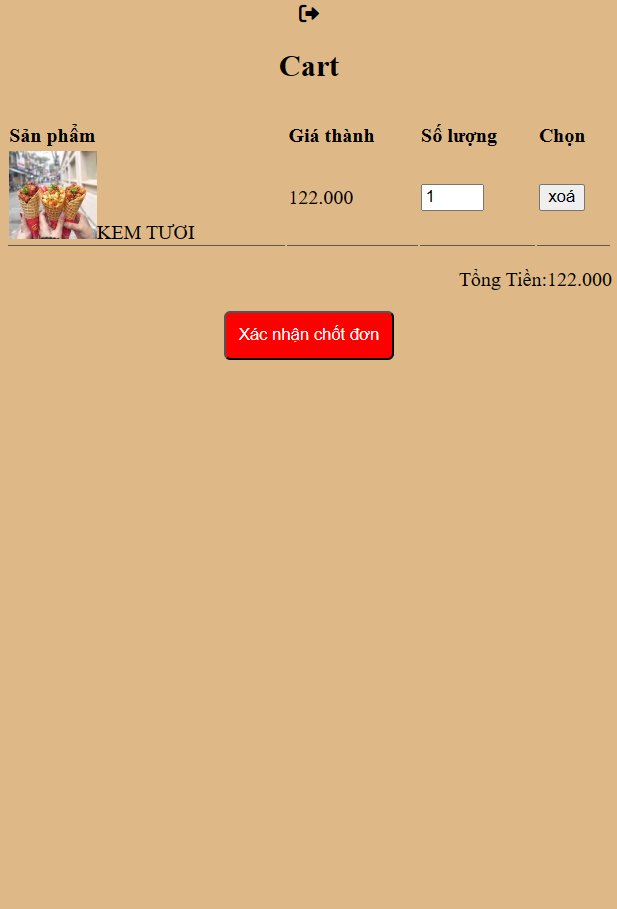 Cart
Sản phẩm Giá thành Số lượng Chọn
KEM TƯƠI 122.000 1 xoá
Tổng Tiền:122.000
Xác nhận chốt đơn